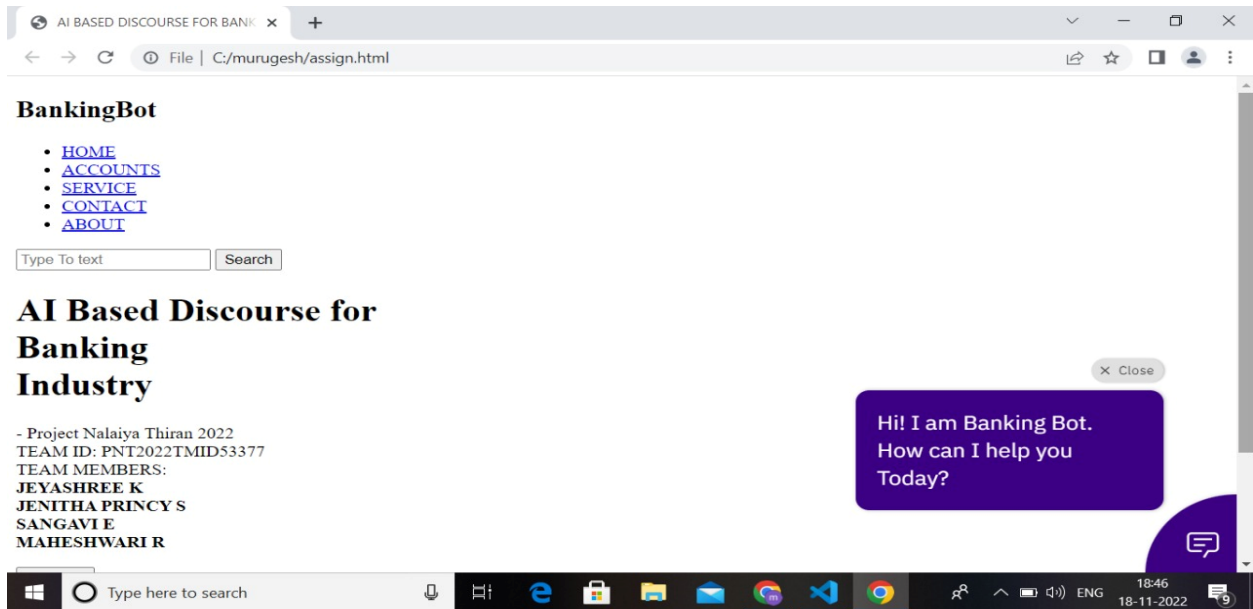 AI BASED DISCOURSE FOR BANK
File | C:/murugesh/assign.html
BankingBot
HOME
ACCOUNTS
SERVICE
CONTACT
ABOUT
Type To text Search
AI Based Discourse for
Banking
Industry
- Project Nalaiya Thiran 2022
TEAM ID: PNT2022TMID53377
TEAM MEMBERS:
JEYASHREE K
JENITHA PRINCY S
SANGAVI E
MAHESHWARI R
× Close
Hi! I am Banking Bot.
How can I help you
Today?
Type here to search
ENG
18:46
18-11-2022
9